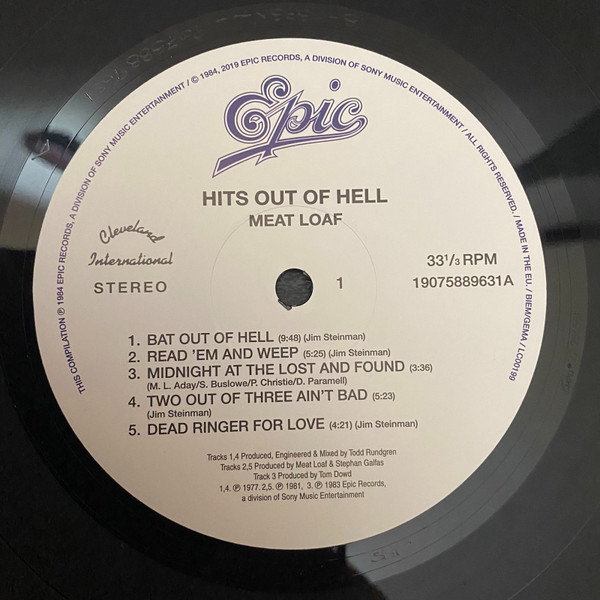 THIS COMPILATION ℗ 1984 EPIC RECORDS, A DIVISION OF SONY MUSIC ENTERTAINMENT / © 1984, 2019 EPIC RECORDS, A DIVISION OF SONY MUSIC ENTERTAINMENT / ALL RIGHTS RESERVED. / MADE IN THE EU. / BIEM/GEMA / LC00199
Epic
HITS OUT OF HELL
MEAT LOAF
Cleveland
International
STEREO
1
33 1/3 RPM
19075889631A
1. BAT OUT OF HELL (9:48) (Jim Steinman)
2. READ 'EM AND WEEP (5:25) (Jim Steinman)
3. MIDNIGHT AT THE LOST AND FOUND (3:36)
(M. L. Aday/S. Buslowe/P. Christie/D. Paramell)
4. TWO OUT OF THREE AIN'T BAD (5:23)
(Jim Steinman)
5. DEAD RINGER FOR LOVE (4:21) (Jim Steinman)
Tracks 1,4 Produced, Engineered & Mixed by Todd Rundgren
Tracks 2,5 Produced by Meat Loaf & Stephan Galfas
Track 3 Produced by Tom Dowd
1,4. ℗ 1977. 2,5. ℗ 1981, 3. ℗ 1983 Epic Records,
a division of Sony Music Entertainment